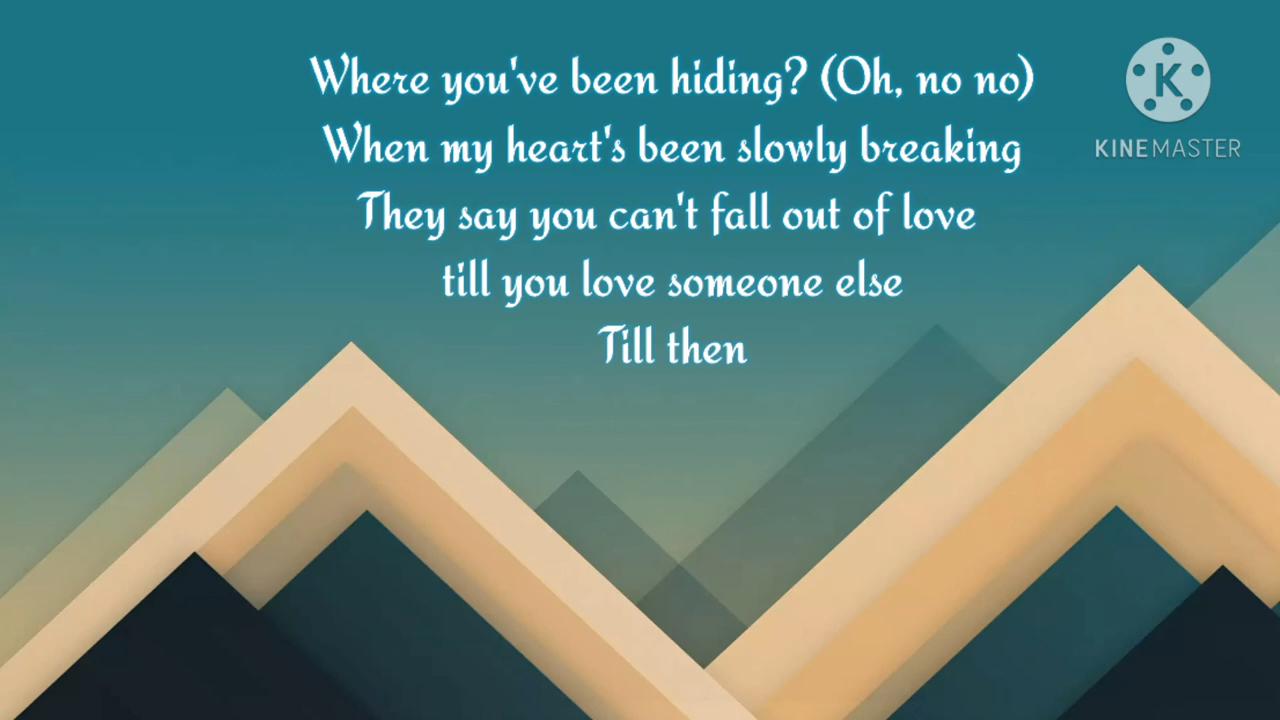 Where you've been hiding? (Oh, no no)
When my heart's been slowly breaking
They say you can't fall out of love
till you love someone else
Till then
K
KINEMASTER